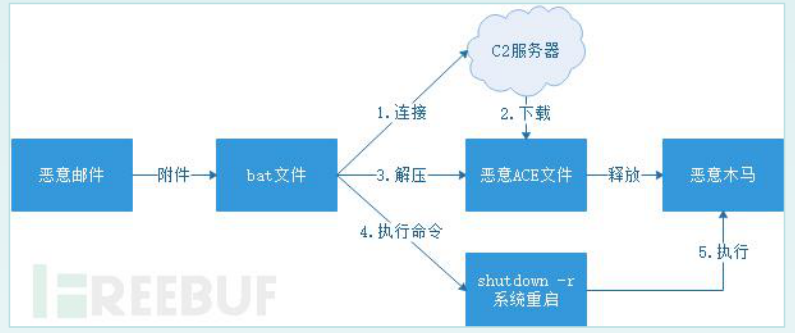 C2服务器
1.连接
2.下载
恶意邮件
附件
bat文件
3.解压
恶意ACE文件
释放
恶意木马
4.执行命令
5.执行
shutdown -r
系统重启
FREEBUF